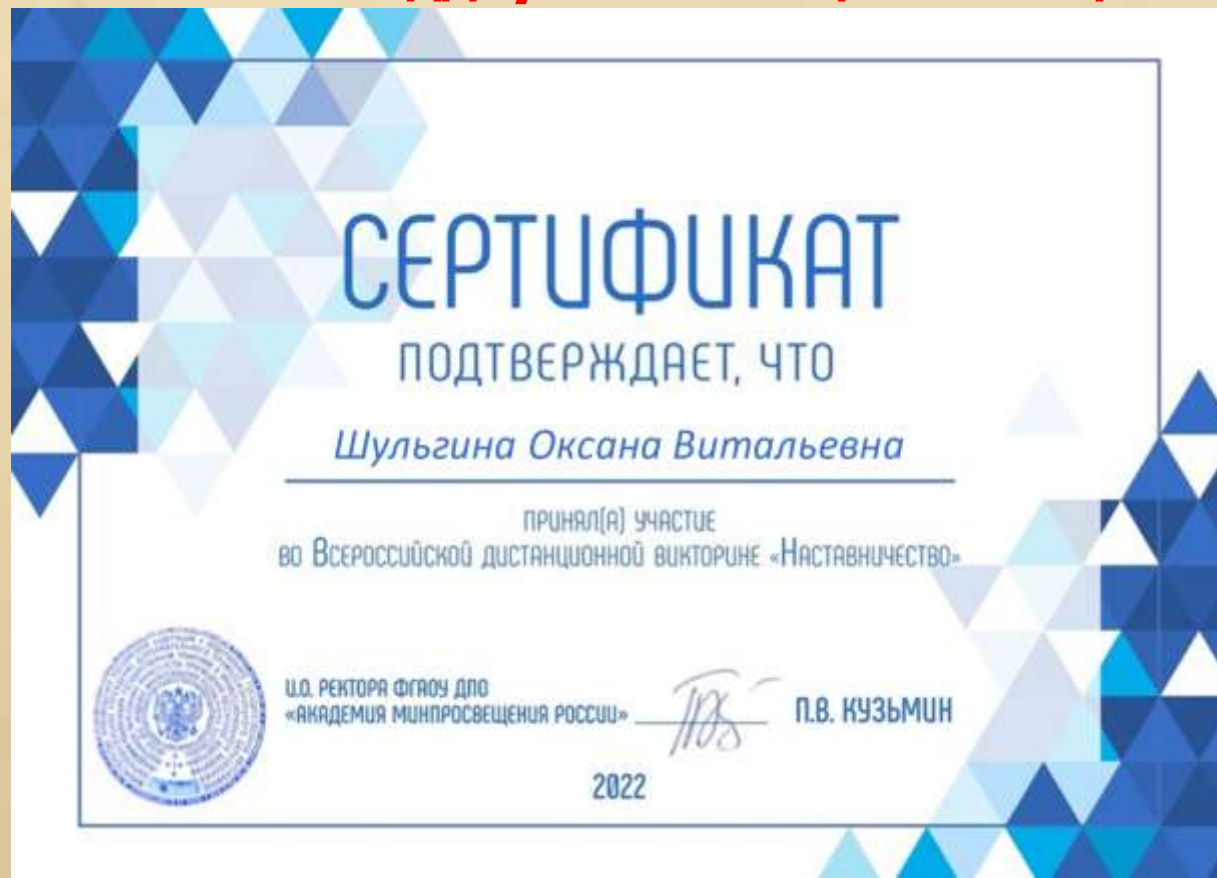 СЕРТИФИКАТ
ПОДТВЕРЖДАЕТ, ЧТО
Шульгина Оксана Витальевна
ПРИНЯЛ(А) УЧАСТИЕ
ВО ВСЕРОССИЙСКОЙ ДИСТАНЦИОННОЙ ВИКТОРИНЕ «НАСТАВНИЧЕСТВО»
И.О. РЕКТОРА ФГАОУ ДПО
«АКАДЕМИЯ МИНПРОСВЕЩЕНИЯ РОССИИ» П.В. КУЗЬМИН
2022